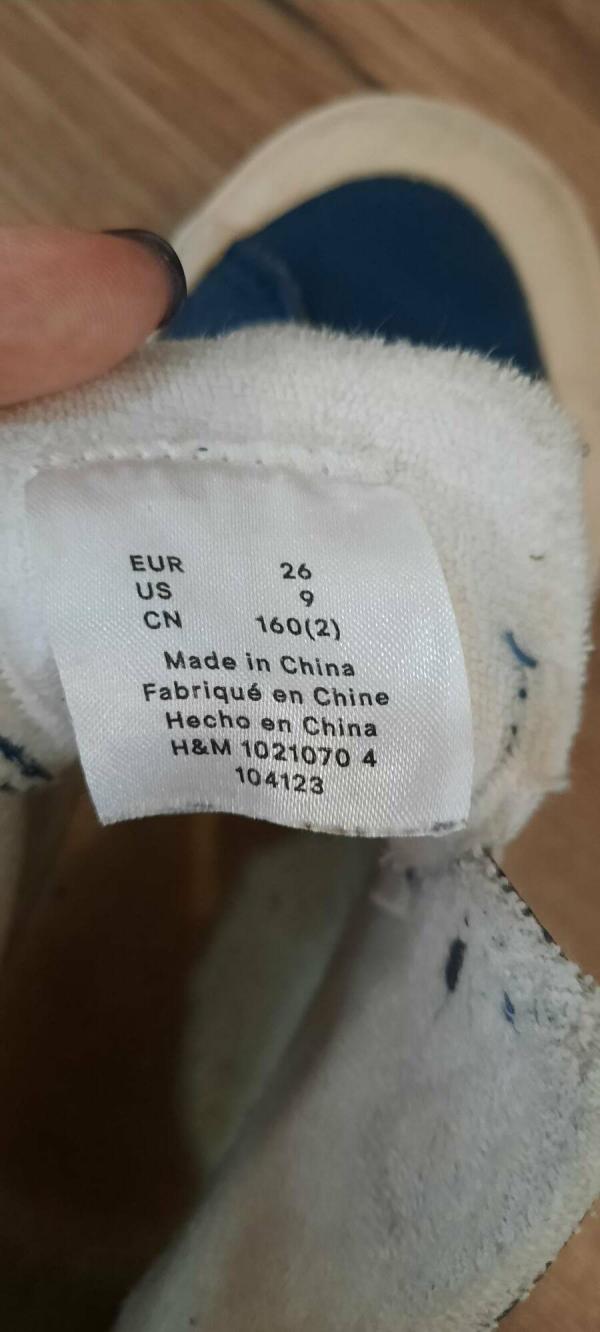 EUR 26
US 9
CN 160(2)
Made in China
Fabriqué en Chine
Hecho en China
H&M 1021070 4
104123